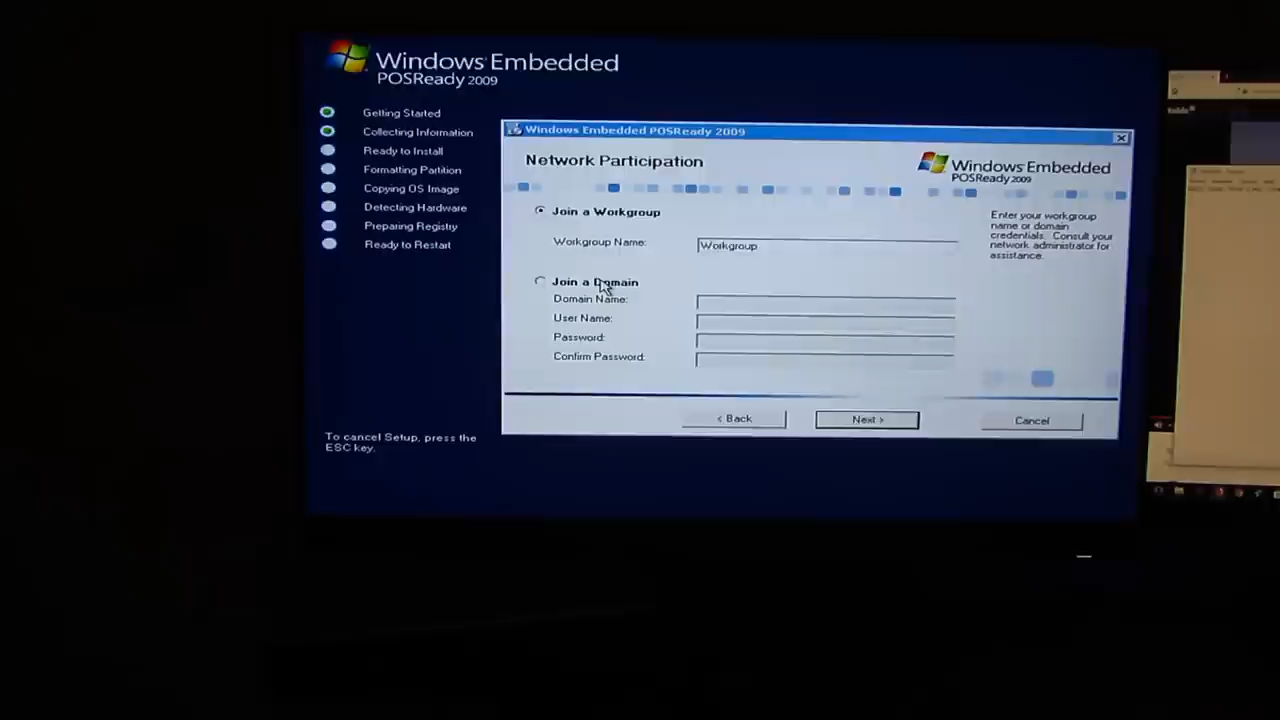 Windows Embedded
POSReady 2009
Getting Started
Collecting Information
Ready to Install
Formatting Partition
Copying OS Image
Detecting Hardware
Preparing Registry
Ready to Restart
To cancel Setup, press the
ESC key.
Windows Embedded POSReady 2009
Network Participation
Windows Embedded
POSReady 2009
Join a Workgroup
Workgroup Name:
Workgroup
Join a Domain
Domain Name:
User Name:
Password:
Confirm Password:
Enter your workgroup
name or domain
credentials. Consult your
network administrator for
assistance.
< Back
Next >
Cancel